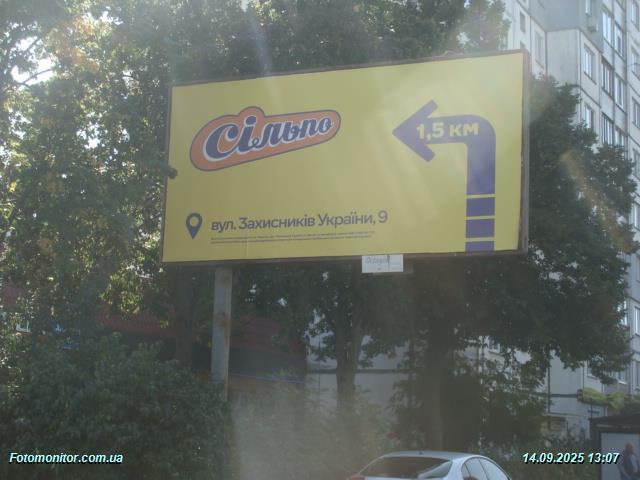 сільпо
1,5 км
вул. Захисників України, 9
Fotomonitor.com.ua
14.09.2025 13:07